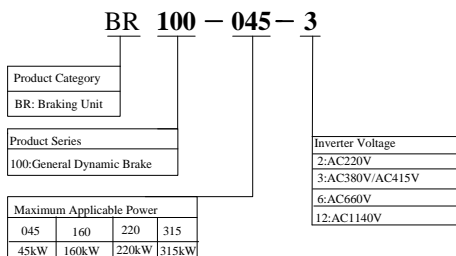 BR 100 - 045 - 3
Product Category
BR: Braking Unit
Product Series
100:General Dynamic Brake
Maximum Applicable Power
045 160 220 315
45kW 160kW 220kW 315kW
Inverter Voltage
2:AC220V
3:AC380V/AC415V
6:AC660V
12:AC1140V